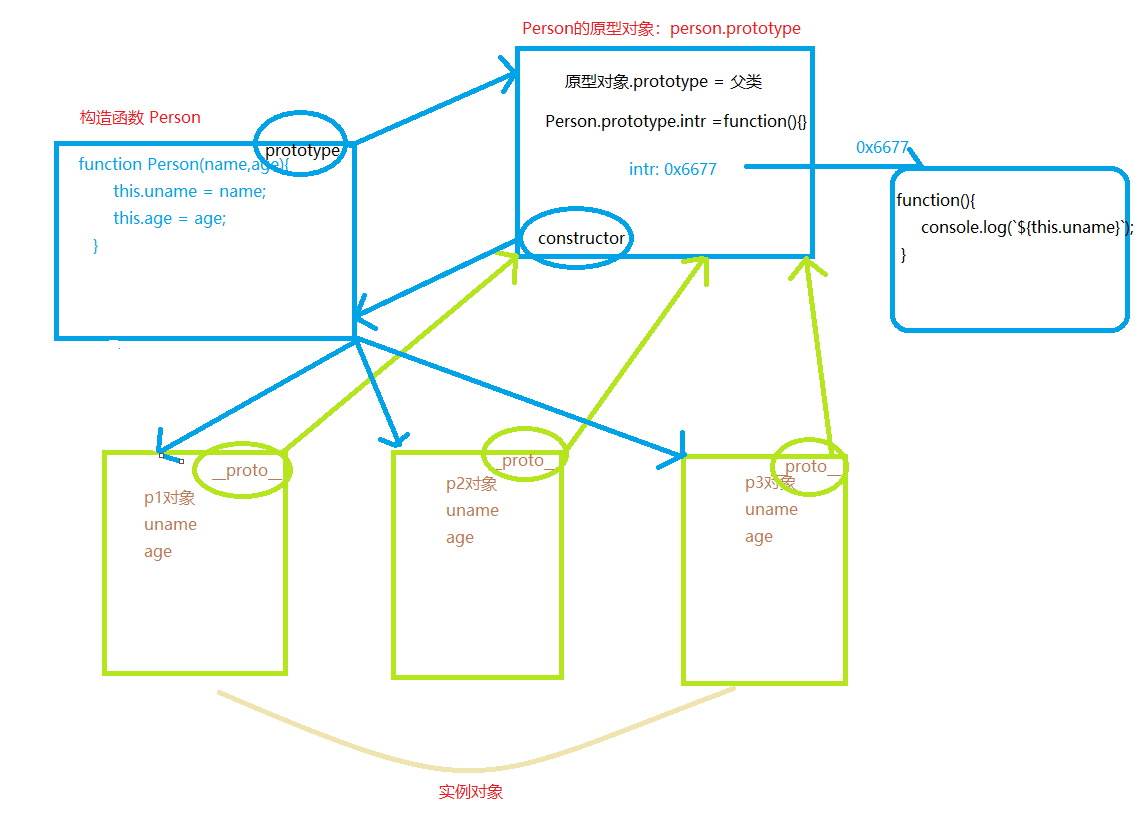 Person的原型对象：person.prototype
原型对象.prototype = 父类
Person.prototype.intr =function(){}
intr: 0x6677
constructor
构造函数 Person
prototype
function Person(name,age){
this.uname = name;
this.age = age;
}
0x6677
function(){
console.log(`${this.uname}`);
}
__proto__
p1对象
uname
age
__proto__
p2对象
uname
age
__proto__
p3对象
uname
age
实例对象